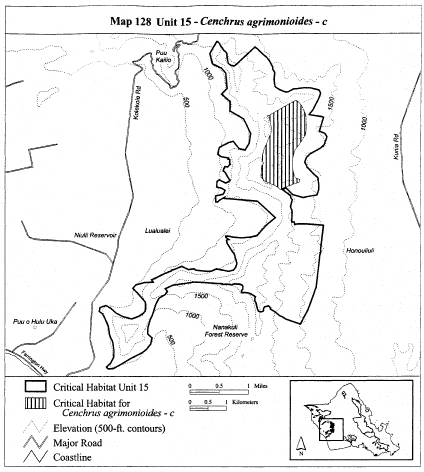 Map 128 Unit 15 - Cenchrus agrimonioides - c
Puu
Kailio
1000
Kolekole Rd
500
1500
1000
Kunia Rd
Niulii Reservoir
Lualualei
Honouliuli
1500
1000
Nanakuli
Forest Reserve
500
Puu o Hulu Uka
Farrington Hwy
Critical Habitat Unit 15
Critical Habitat for
Cenchrus agrimonioides - c
Elevation (500-ft. contours)
Major Road
Coastline
0 0.5 1 Miles
0 0.5 1 Kilometers
N